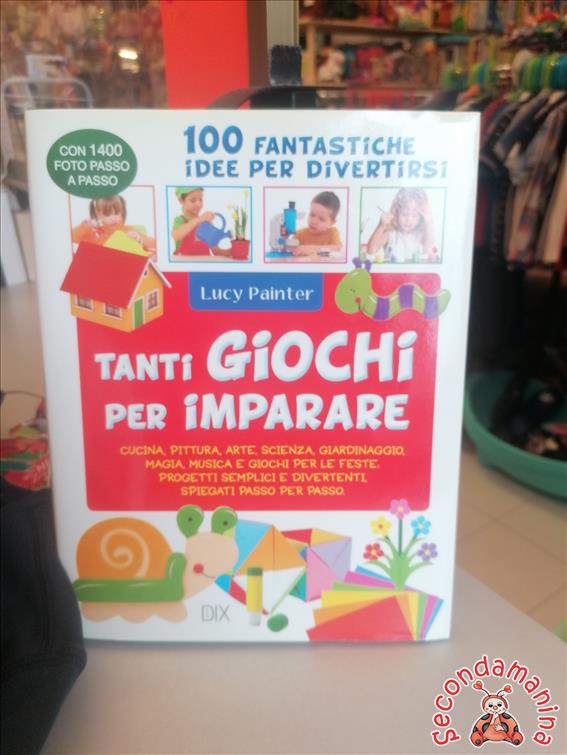 CON 1400
FOTO PASSO
A PASSO
100 FANTASTICHE
IDEE PER DIVERTIRSI
Lucy Painter
TANTI GIOCHI
PER IMPARARE
CUCINA, PITTURA, ARTE, SCIENZA, GIARDINAGGIO,
MAGIA, MUSICA E GIOCHI PER LE FESTE:
PROGETTI SEMPLICI E DIVERTENTI,
SPIEGATI PASSO PER PASSO.
DIX
Secondamanina